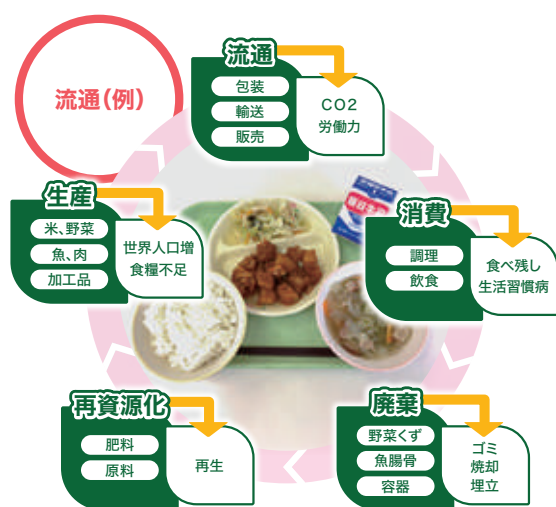 流通(例)
流通
包装
輸送
販売
CO2
労働力
生産
米、野菜
魚、肉
加工品
世界人口増
食糧不足
消費
調理
飲食
食べ残し
生活習慣病
再資源化
肥料
原料
再生
廃棄
野菜くず
魚腸骨
容器
ゴミ
焼却
埋立